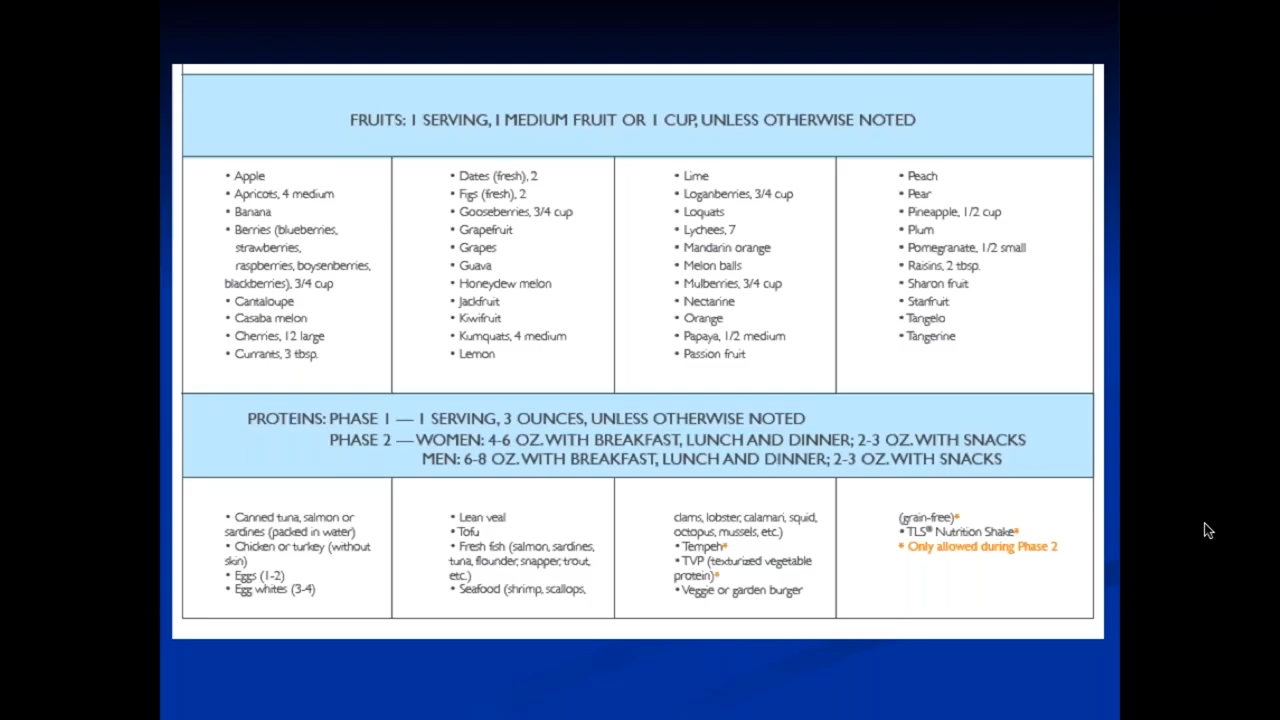 FRUITS: 1 SERVING, 1 MEDIUM FRUIT OR 1 CUP, UNLESS OTHERWISE NOTED
• Apple
• Apricots, 4 medium
• Banana
• Berries (blueberries,
strawberries,
raspberries, boysenberries,
blackberries), 3/4 cup
• Cantaloupe
• Casaba melon
• Cherries, 12 large
• Currants, 3 tbsp.
• Dates (fresh), 2
• Figs (fresh), 2
• Gooseberries, 3/4 cup
• Grapefruit
• Grapes
• Guava
• Honeydew melon
• Jackfruit
• Kiwifruit
• Kumquats, 4 medium
• Lemon
• Lime
• Loganberries, 3/4 cup
• Loquats
• Lychees, 7
• Mandarin orange
• Melon balls
• Mulberries, 3/4 cup
• Nectarine
• Orange
• Papaya, 1/2 medium
• Passion fruit
• Peach
• Pear
• Pineapple, 1/2 cup
• Plum
• Pomegranate, 1/2 small
• Raisins, 2 tbsp.
• Sharon fruit
• Starfruit
• Tangelo
• Tangerine
PROTEINS: PHASE 1 — 1 SERVING, 3 OUNCES, UNLESS OTHERWISE NOTED
PHASE 2 — WOMEN: 4-6 OZ. WITH BREAKFAST, LUNCH AND DINNER; 2-3 OZ. WITH SNACKS
MEN: 6-8 OZ. WITH BREAKFAST, LUNCH AND DINNER; 2-3 OZ. WITH SNACKS
• Canned tuna, salmon or
sardines (packed in water)
• Chicken or turkey (without
skin)
• Eggs (1-2)
• Egg whites (3-4)
• Lean veal
• Tofu
• Fresh fish (salmon, sardines,
tuna, flounder, snapper, trout,
etc.)
• Seafood (shrimp, scallops,
clams, lobster, calamari, squid,
octopus, mussels, etc.)
• Tempeh*
• TVP (texturized vegetable
protein)*
• Veggie or garden burger
(grain-free)*
• TLS® Nutrition Shake*
* Only allowed during Phase 2